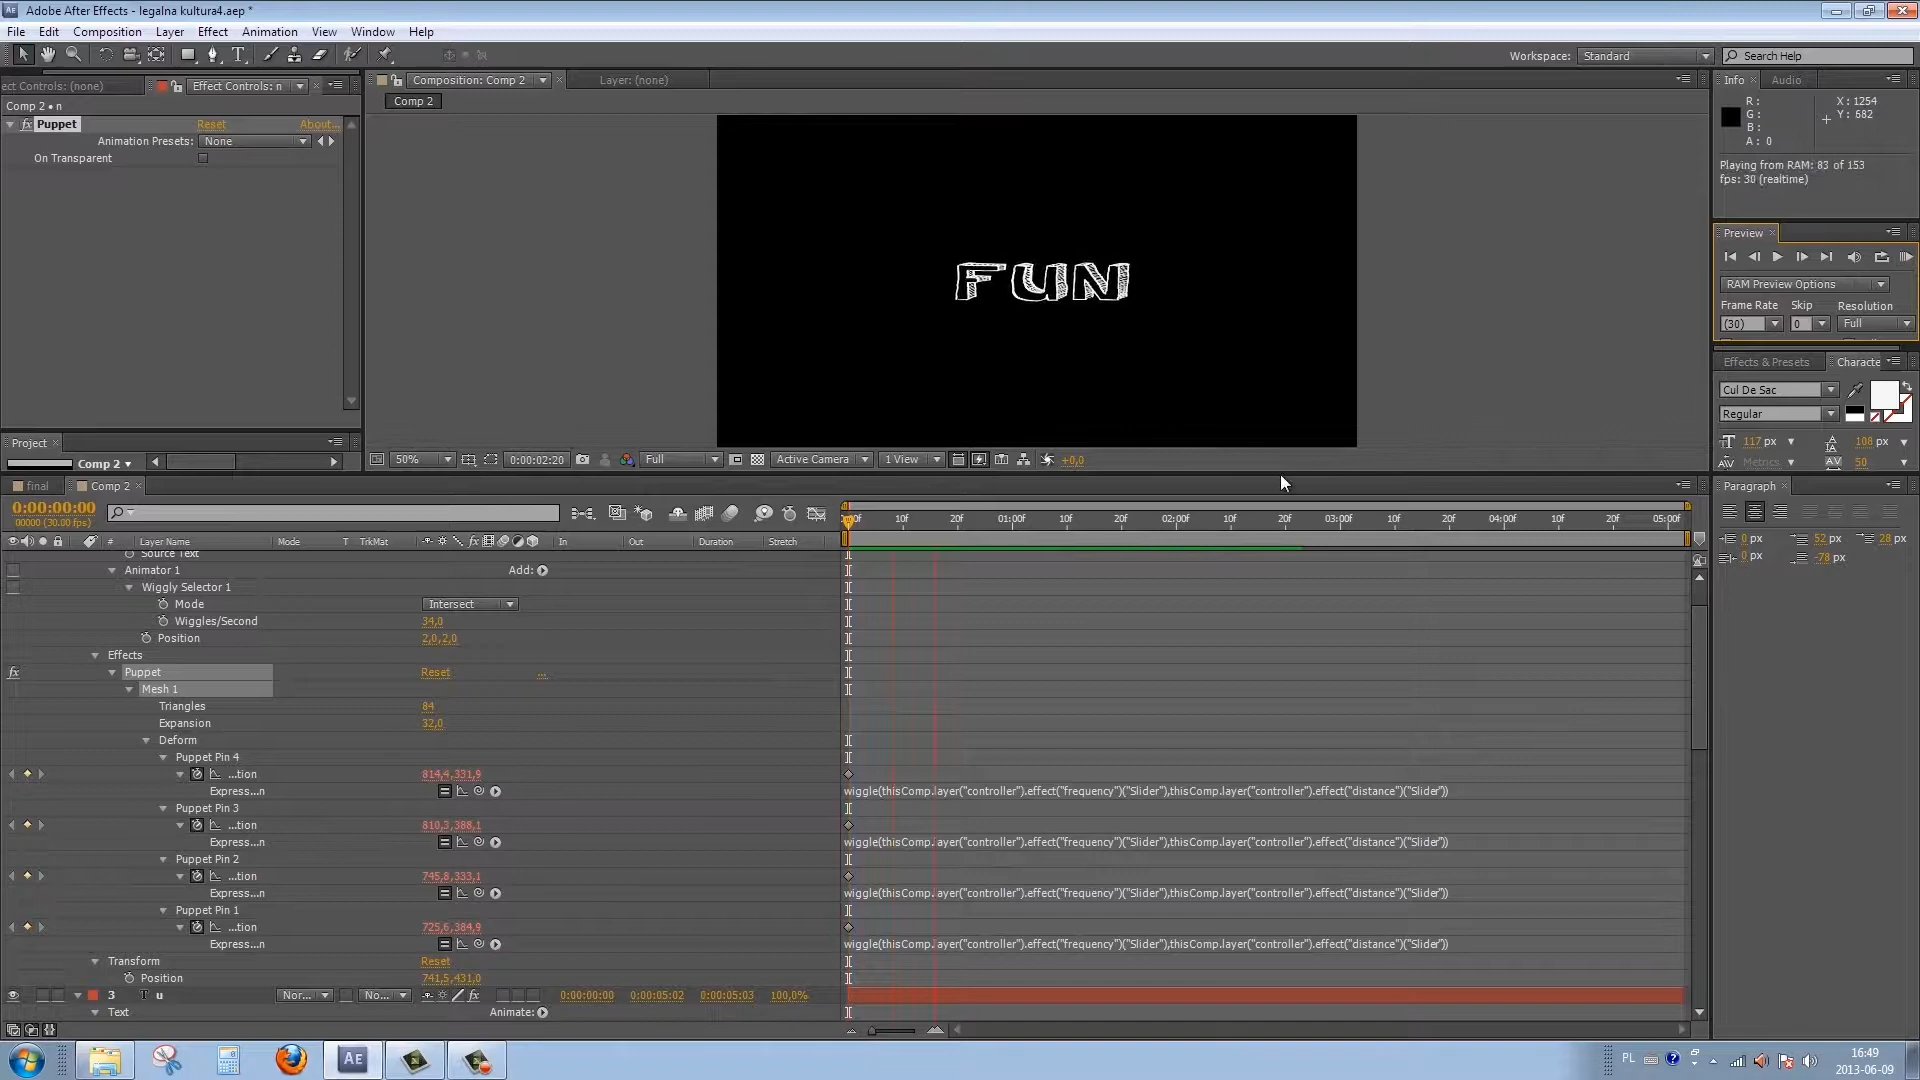 Adobe After Effects - legalna kultura4.aep *
File Edit Composition Layer Effect Animation View Window Help
Workspace: Standard Search Help
ect Controls: (none) Effect Controls: n
Composition: Comp 2 Layer: (none)
Info Audio
Comp 2 • n
Comp 2
Puppet Reset About...
Animation Presets: None
On Transparent
R:
G:
B:
A: 0
X: 1254
Y: 682
Playing from RAM: 83 of 153
fps: 30 (realtime)
FUN
Preview
RAM Preview Options
Frame Rate Skip Resolution
(30) 0 Full
Effects & Presets Characte
Cul De Sac
Regular
117 px 108 px
Metrics 50
Project
Comp 2
50% 0:00:02:20 Full Active Camera 1 View +0,0
final Comp 2
Paragraph
0 px 52 px 28 px
0 px -78 px
0:00:00:00
00000 (30.00 fps)
00f 10f 20f 01:00f 10f 20f 02:00f 10f 20f 03:00f 10f 20f 04:00f 10f 20f 05:00f
# Layer Name Mode T TrkMat In Out Duration Stretch
Source Text
Animator 1 Add:
Wiggly Selector 1
Mode Intersect
Wiggles/Second 34,0
Position 2,0,2,0
Effects
fx Puppet Reset ...
Mesh 1
Triangles 84
Expansion 32,0
Deform
Puppet Pin 4
...tion 814,4,331,9
Express...n wiggle(thisComp.layer("controller").effect("frequency")("Slider"),thisComp.layer("controller").effect("distance")("Slider"))
Puppet Pin 3
...tion 810,3,388,1
Express...n wiggle(thisComp.layer("controller").effect("frequency")("Slider"),thisComp.layer("controller").effect("distance")("Slider"))
Puppet Pin 2
...tion 745,8,333,1
Express...n wiggle(thisComp.layer("controller").effect("frequency")("Slider"),thisComp.layer("controller").effect("distance")("Slider"))
Puppet Pin 1
...tion 725,6,384,9
Express...n wiggle(thisComp.layer("controller").effect("frequency")("Slider"),thisComp.layer("controller").effect("distance")("Slider"))
Transform Reset
Position 741,5,431,0
3 T u Nor... No... 0:00:00:00 0:00:05:02 0:00:05:03 100,0%
Text Animate:
PL 16:49
2013-06-09